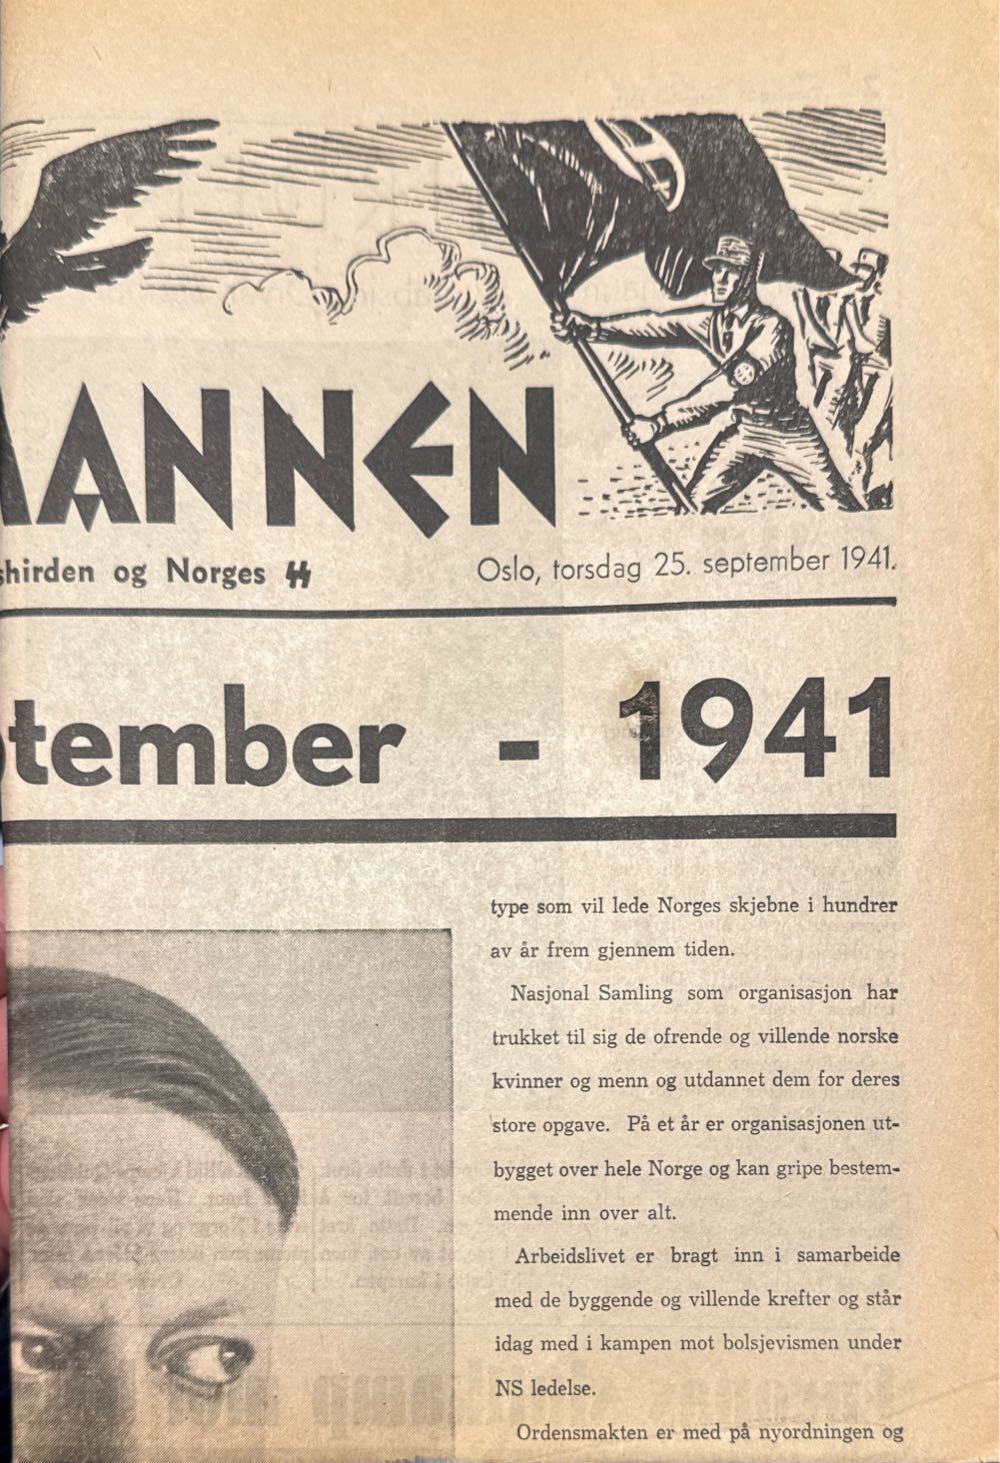 MANNEN
shirden og Norges ᛋᛋ
Oslo, torsdag 25. september 1941.
tember - 1941
type som vil lede Norges skjebne i hundrer
av år frem gjennem tiden.
Nasjonal Samling som organisasjon har
trukket til sig de ofrende og villende norske
kvinner og menn og utdannet dem for deres
store opgave. På et år er organisasjonen ut-
bygget over hele Norge og kan gripe bestem-
mende inn over alt.
Arbeidslivet er bragt inn i samarbeide
med de byggende og villende krefter og står
idag med i kampen mot bolsjevismen under
NS ledelse.
Ordensmakten er med på nyordningen og